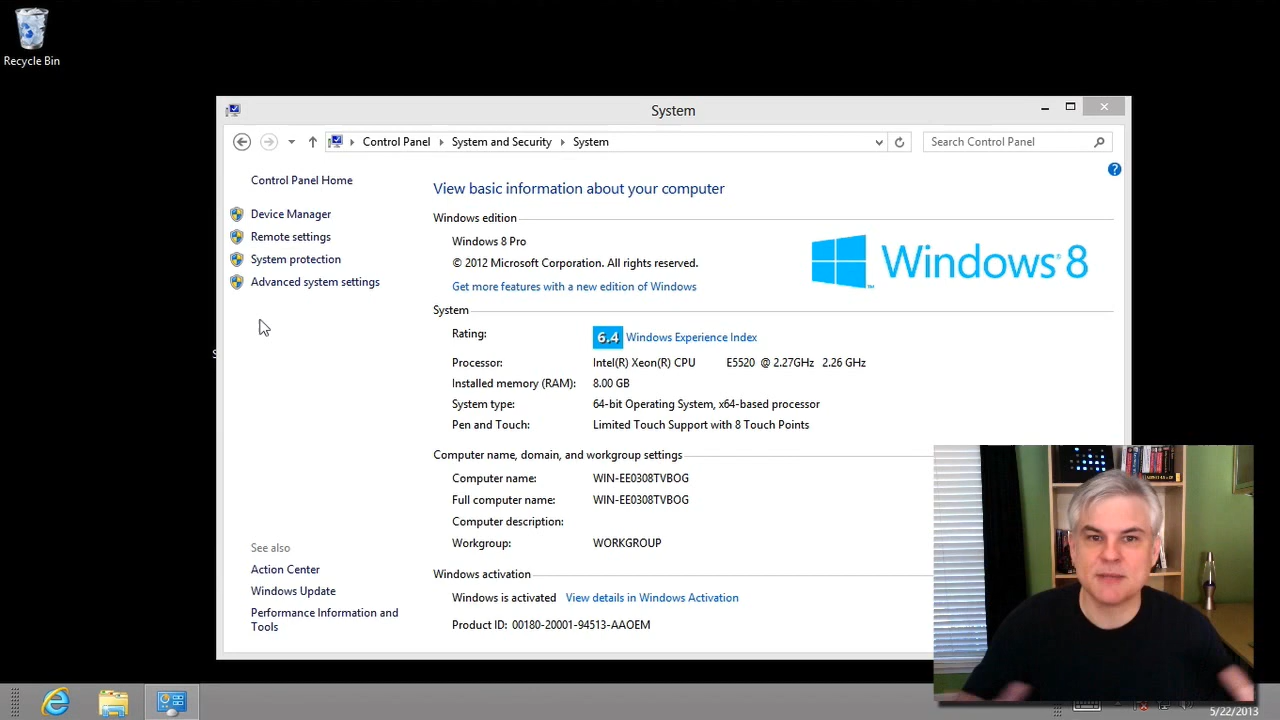 Recycle Bin
System
Control Panel System and Security System
Search Control Panel
Control Panel Home
Device Manager
Remote settings
System protection
Advanced system settings
See also
Action Center
Windows Update
Performance Information and
Tools
View basic information about your computer
Windows edition
Windows 8 Pro
© 2012 Microsoft Corporation. All rights reserved.
Get more features with a new edition of Windows
Windows® 8
System
Rating: 6.4 Windows Experience Index
Processor: Intel(R) Xeon(R) CPU E5520 @ 2.27GHz 2.26 GHz
Installed memory (RAM): 8.00 GB
System type: 64-bit Operating System, x64-based processor
Pen and Touch: Limited Touch Support with 8 Touch Points
Computer name, domain, and workgroup settings
Computer name: WIN-EE0308TVBOG
Full computer name: WIN-EE0308TVBOG
Computer description:
Workgroup: WORKGROUP
Windows activation
Windows is activated View details in Windows Activation
Product ID: 00180-20001-94513-AAOEM
5/22/2013